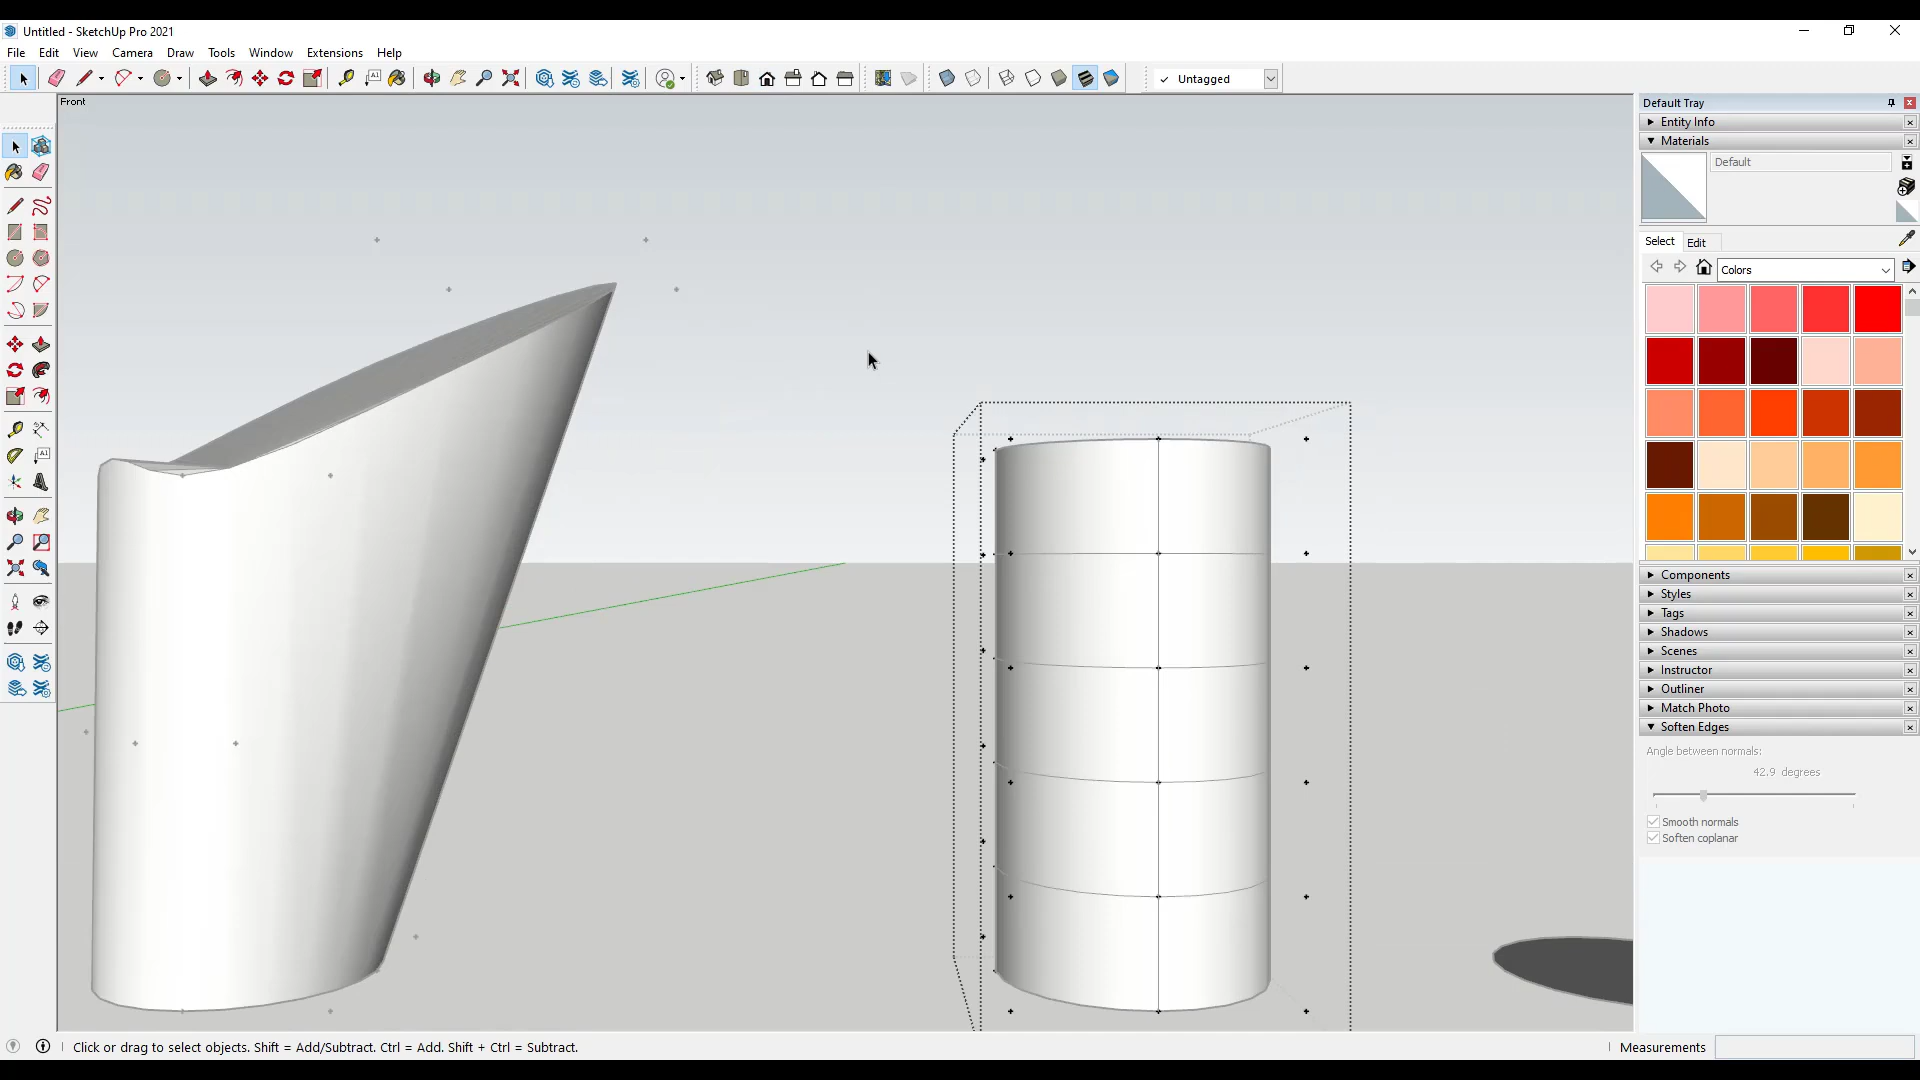 Untitled - SketchUp Pro 2021
File Edit View Camera Draw Tools Window Extensions Help
A1
✓ Untagged
Front
Default Tray
Entity Info
Materials
Default
Select Edit
Colors
A1
Components
Styles
Tags
Shadows
Scenes
Instructor
Outliner
Match Photo
Soften Edges
Angle between normals:
42.9 degrees
Smooth normals
Soften coplanar
Click or drag to select objects. Shift = Add/Subtract. Ctrl = Add. Shift + Ctrl = Subtract.
Measurements